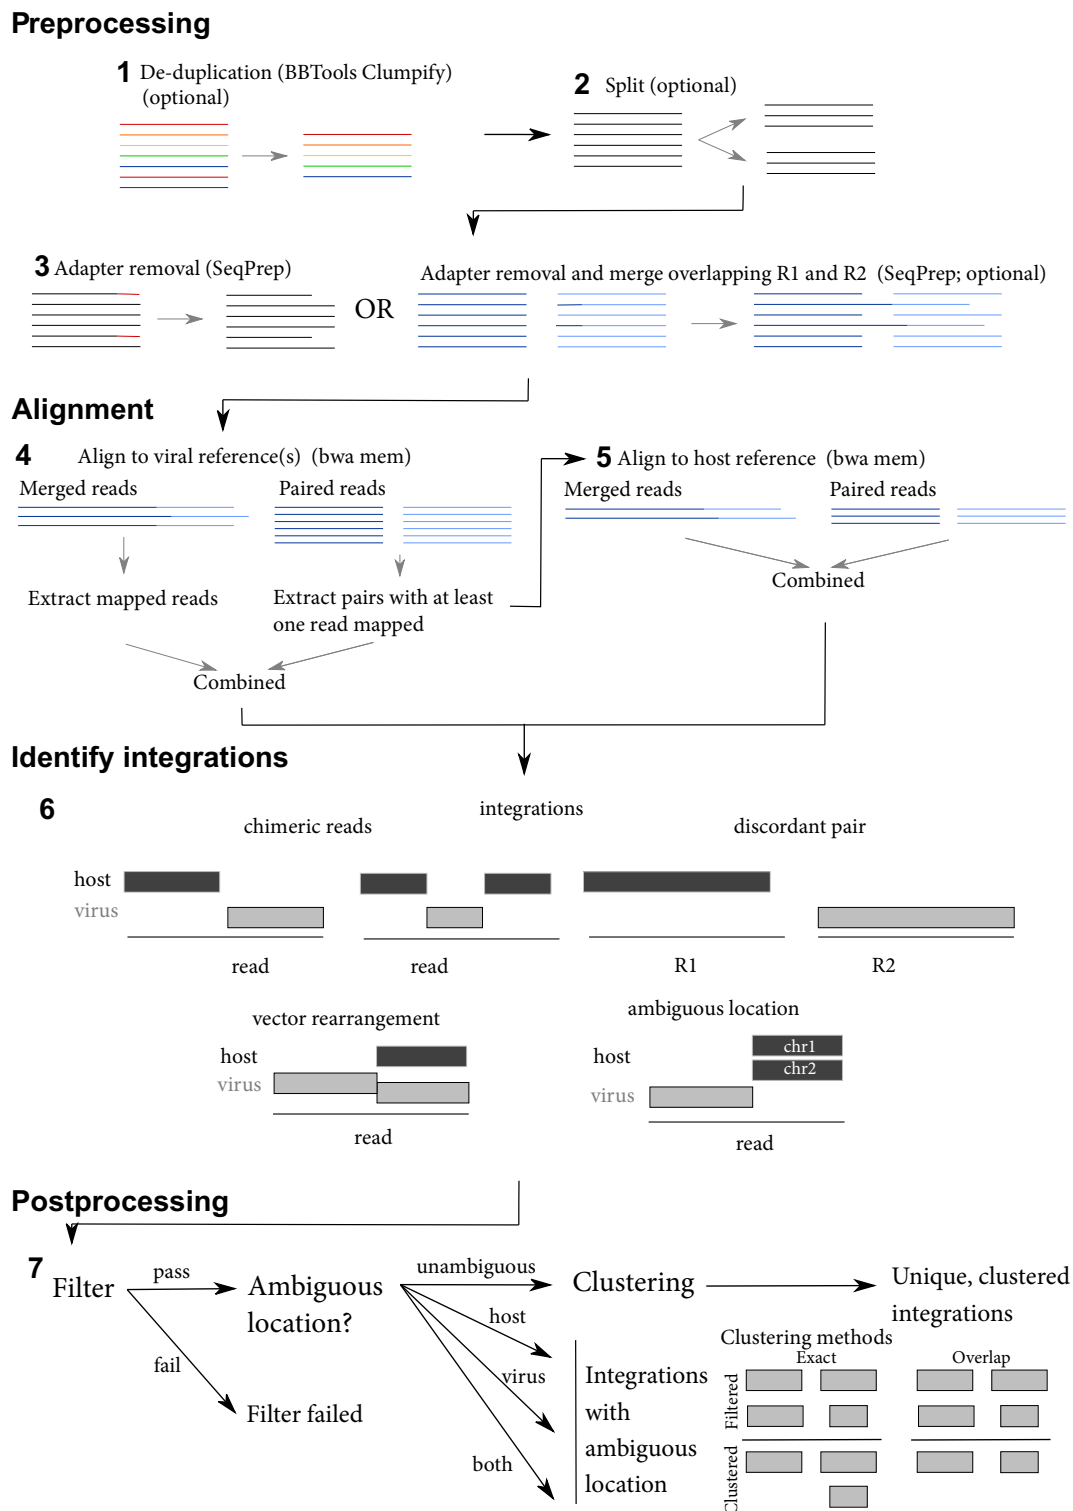 Preprocessing
1 De-duplication (BBTools Clumpify)
(optional)
2 Split (optional)
3 Adapter removal (SeqPrep)
OR
Adapter removal and merge overlapping R1 and R2 (SeqPrep; optional)
Alignment
4 Align to viral reference(s) (bwa mem)
Merged reads
Paired reads
Extract mapped reads
Extract pairs with at least
one read mapped
Combined
5 Align to host reference (bwa mem)
Merged reads
Paired reads
Combined
Identify integrations
6
integrations
chimeric reads
discordant pair
host
virus
read
read
R1
R2
vector rearrangement
host
virus
read
ambiguous location
host
chr1
chr2
virus
read
Postprocessing
7 Filter
pass
fail
Filter failed
Ambiguous
location?
unambiguous
host
virus
both
Clustering
Unique, clustered
integrations
Integrations
with
ambiguous
location
Clustering methods
Exact
Overlap
Filtered
Clustered